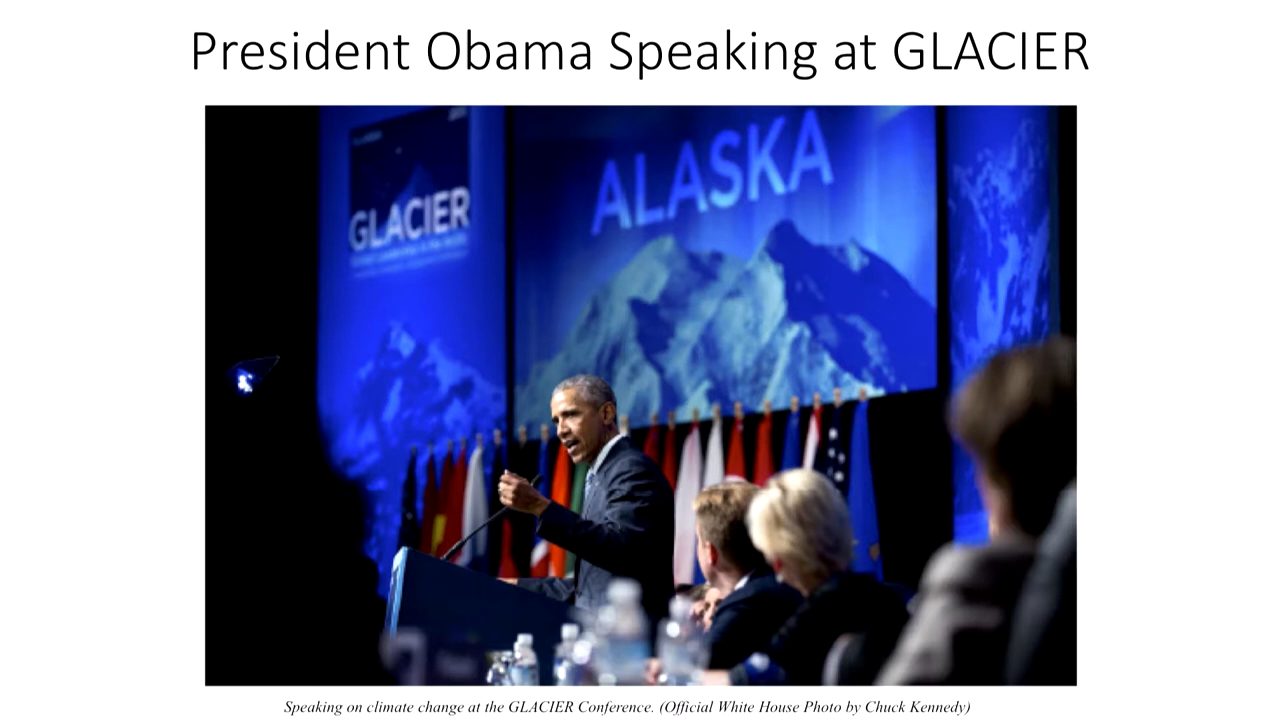 President Obama Speaking at GLACIER
ALASKA
GLACIER
Speaking on climate change at the GLACIER Conference. (Official White House Photo by Chuck Kennedy)